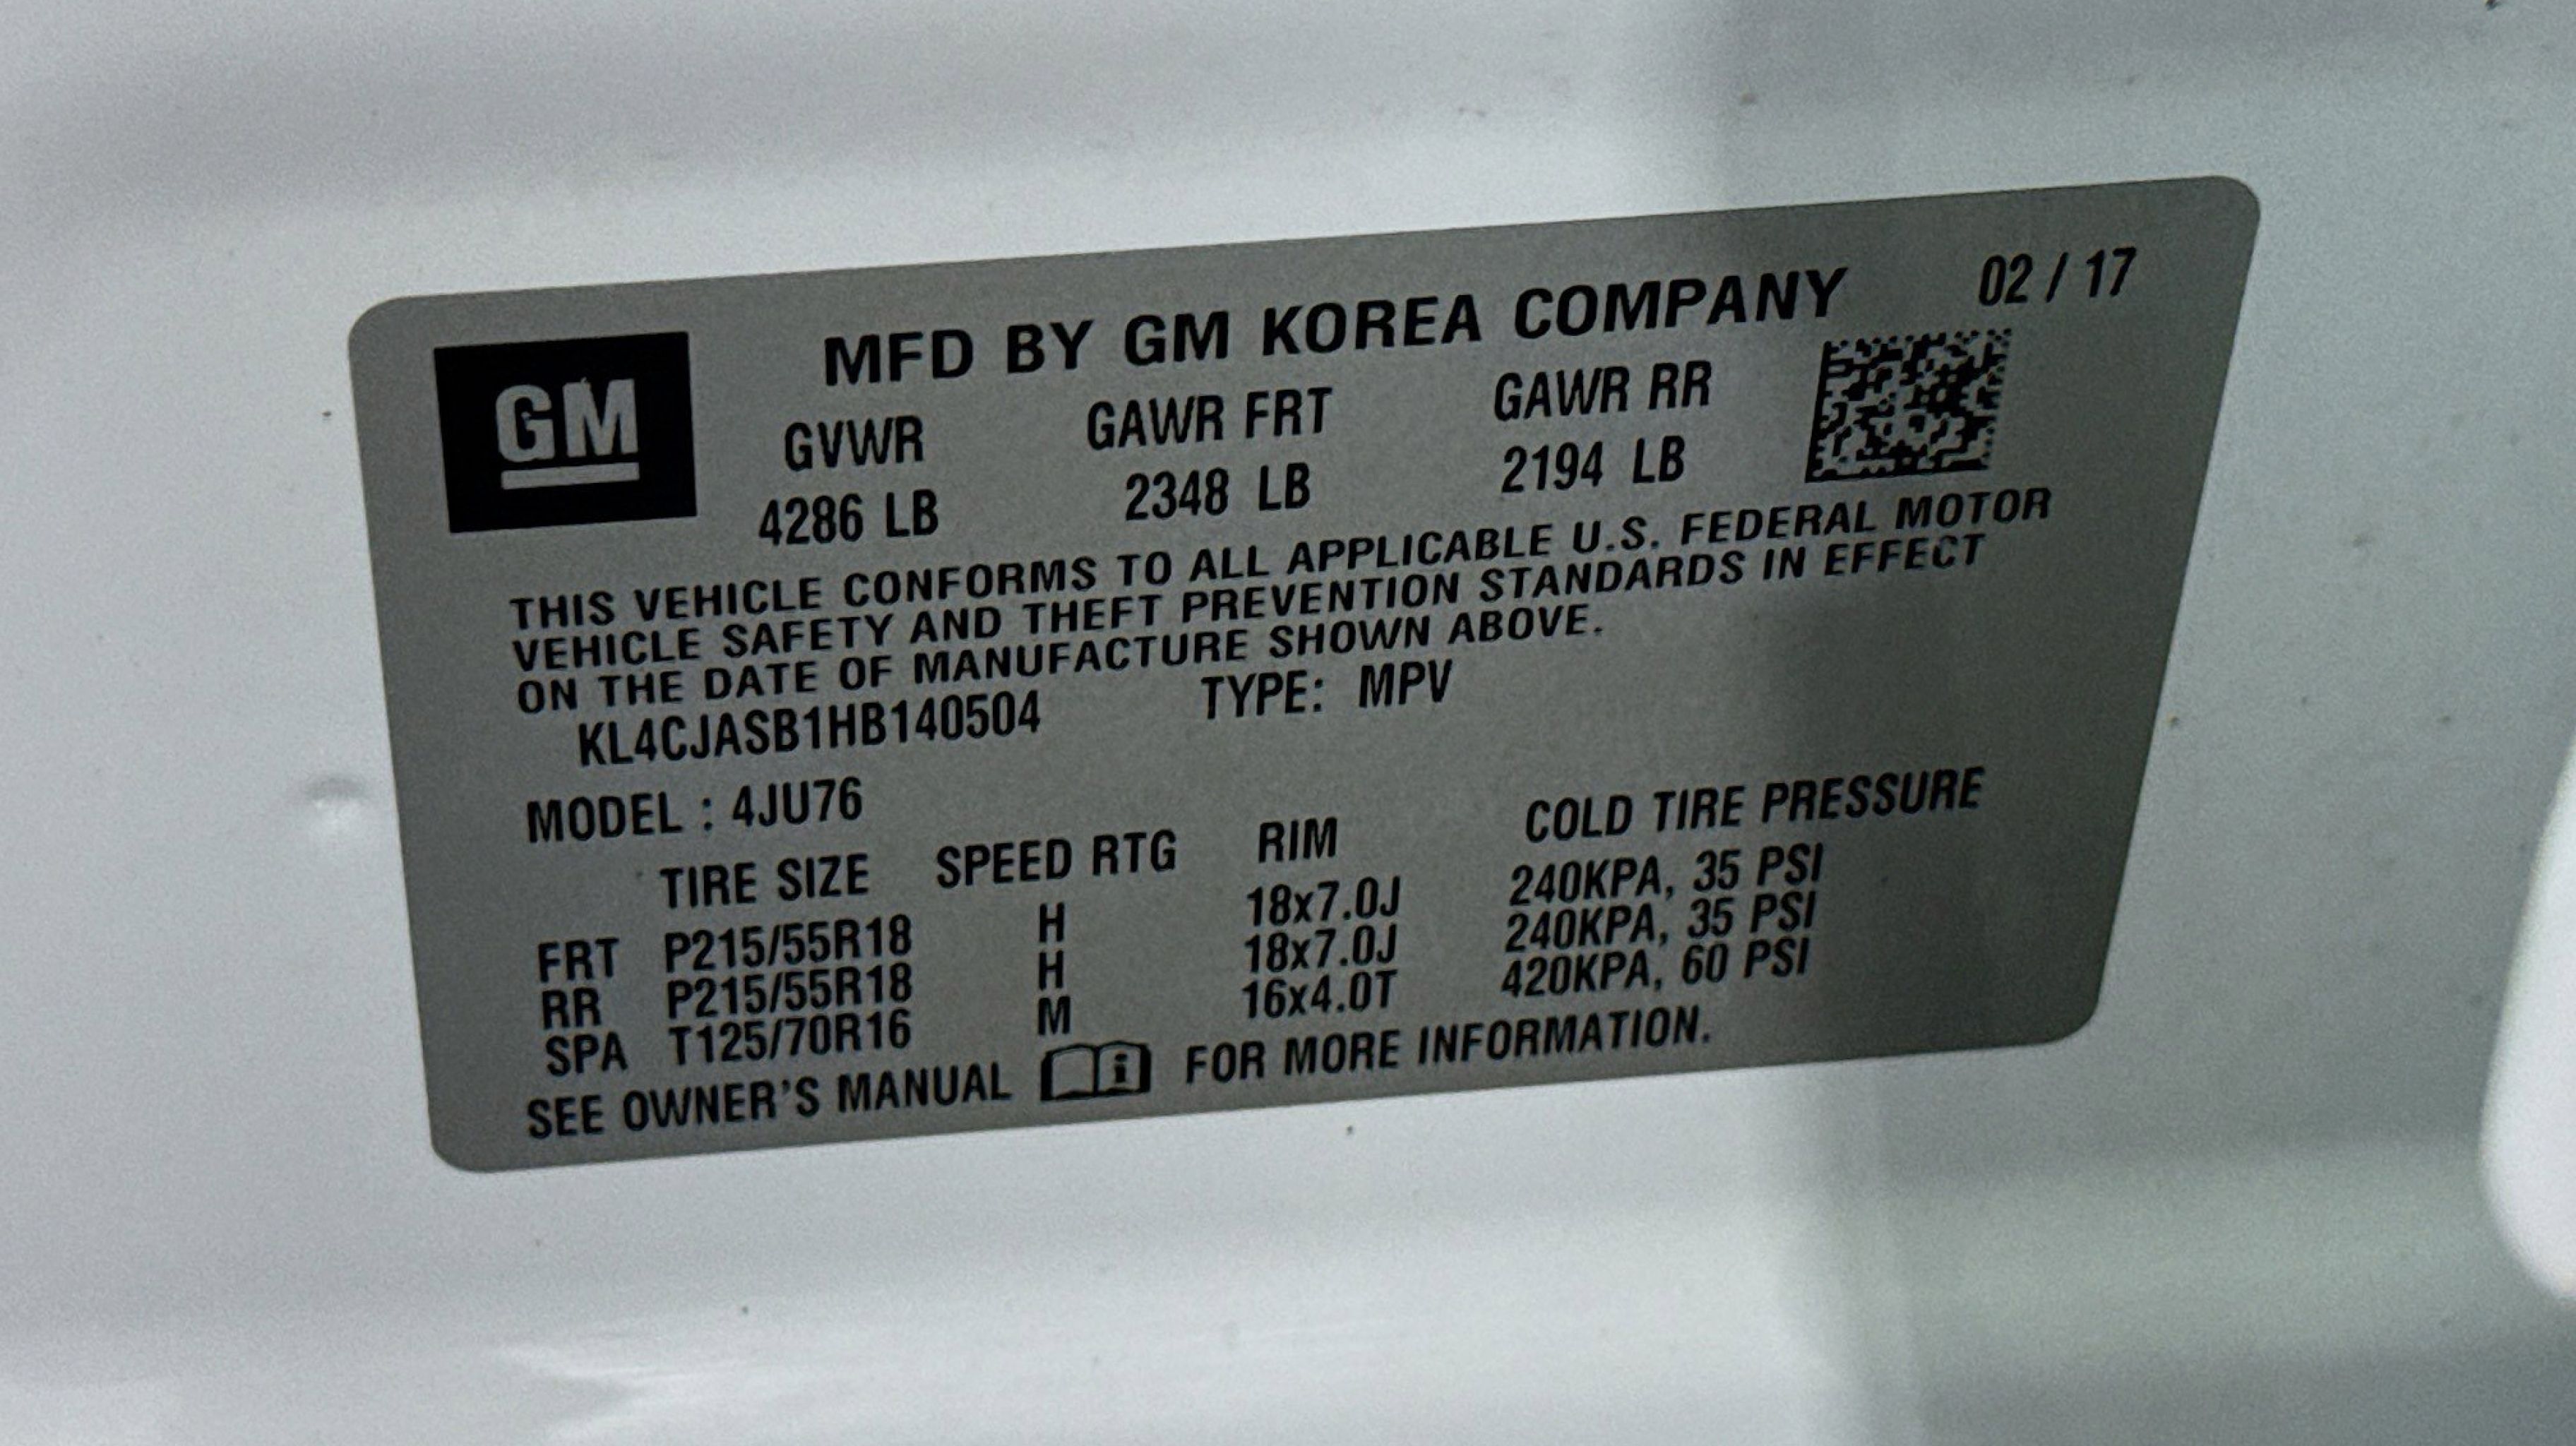 MFD BY GM KOREA COMPANY 02 / 17
GM
GVWR GAWR FRT GAWR RR
4286 LB 2348 LB 2194 LB
THIS VEHICLE CONFORMS TO ALL APPLICABLE U.S. FEDERAL MOTOR
VEHICLE SAFETY AND THEFT PREVENTION STANDARDS IN EFFECT
ON THE DATE OF MANUFACTURE SHOWN ABOVE.
KL4CJASB1HB140504 TYPE: MPV
MODEL : 4JU76
TIRE SIZE SPEED RTG RIM COLD TIRE PRESSURE
FRT P215/55R18 H 18x7.0J 240KPA, 35 PSI
RR P215/55R18 H 18x7.0J 240KPA, 35 PSI
SPA T125/70R16 M 16x4.0T 420KPA, 60 PSI
SEE OWNER'S MANUAL i FOR MORE INFORMATION.